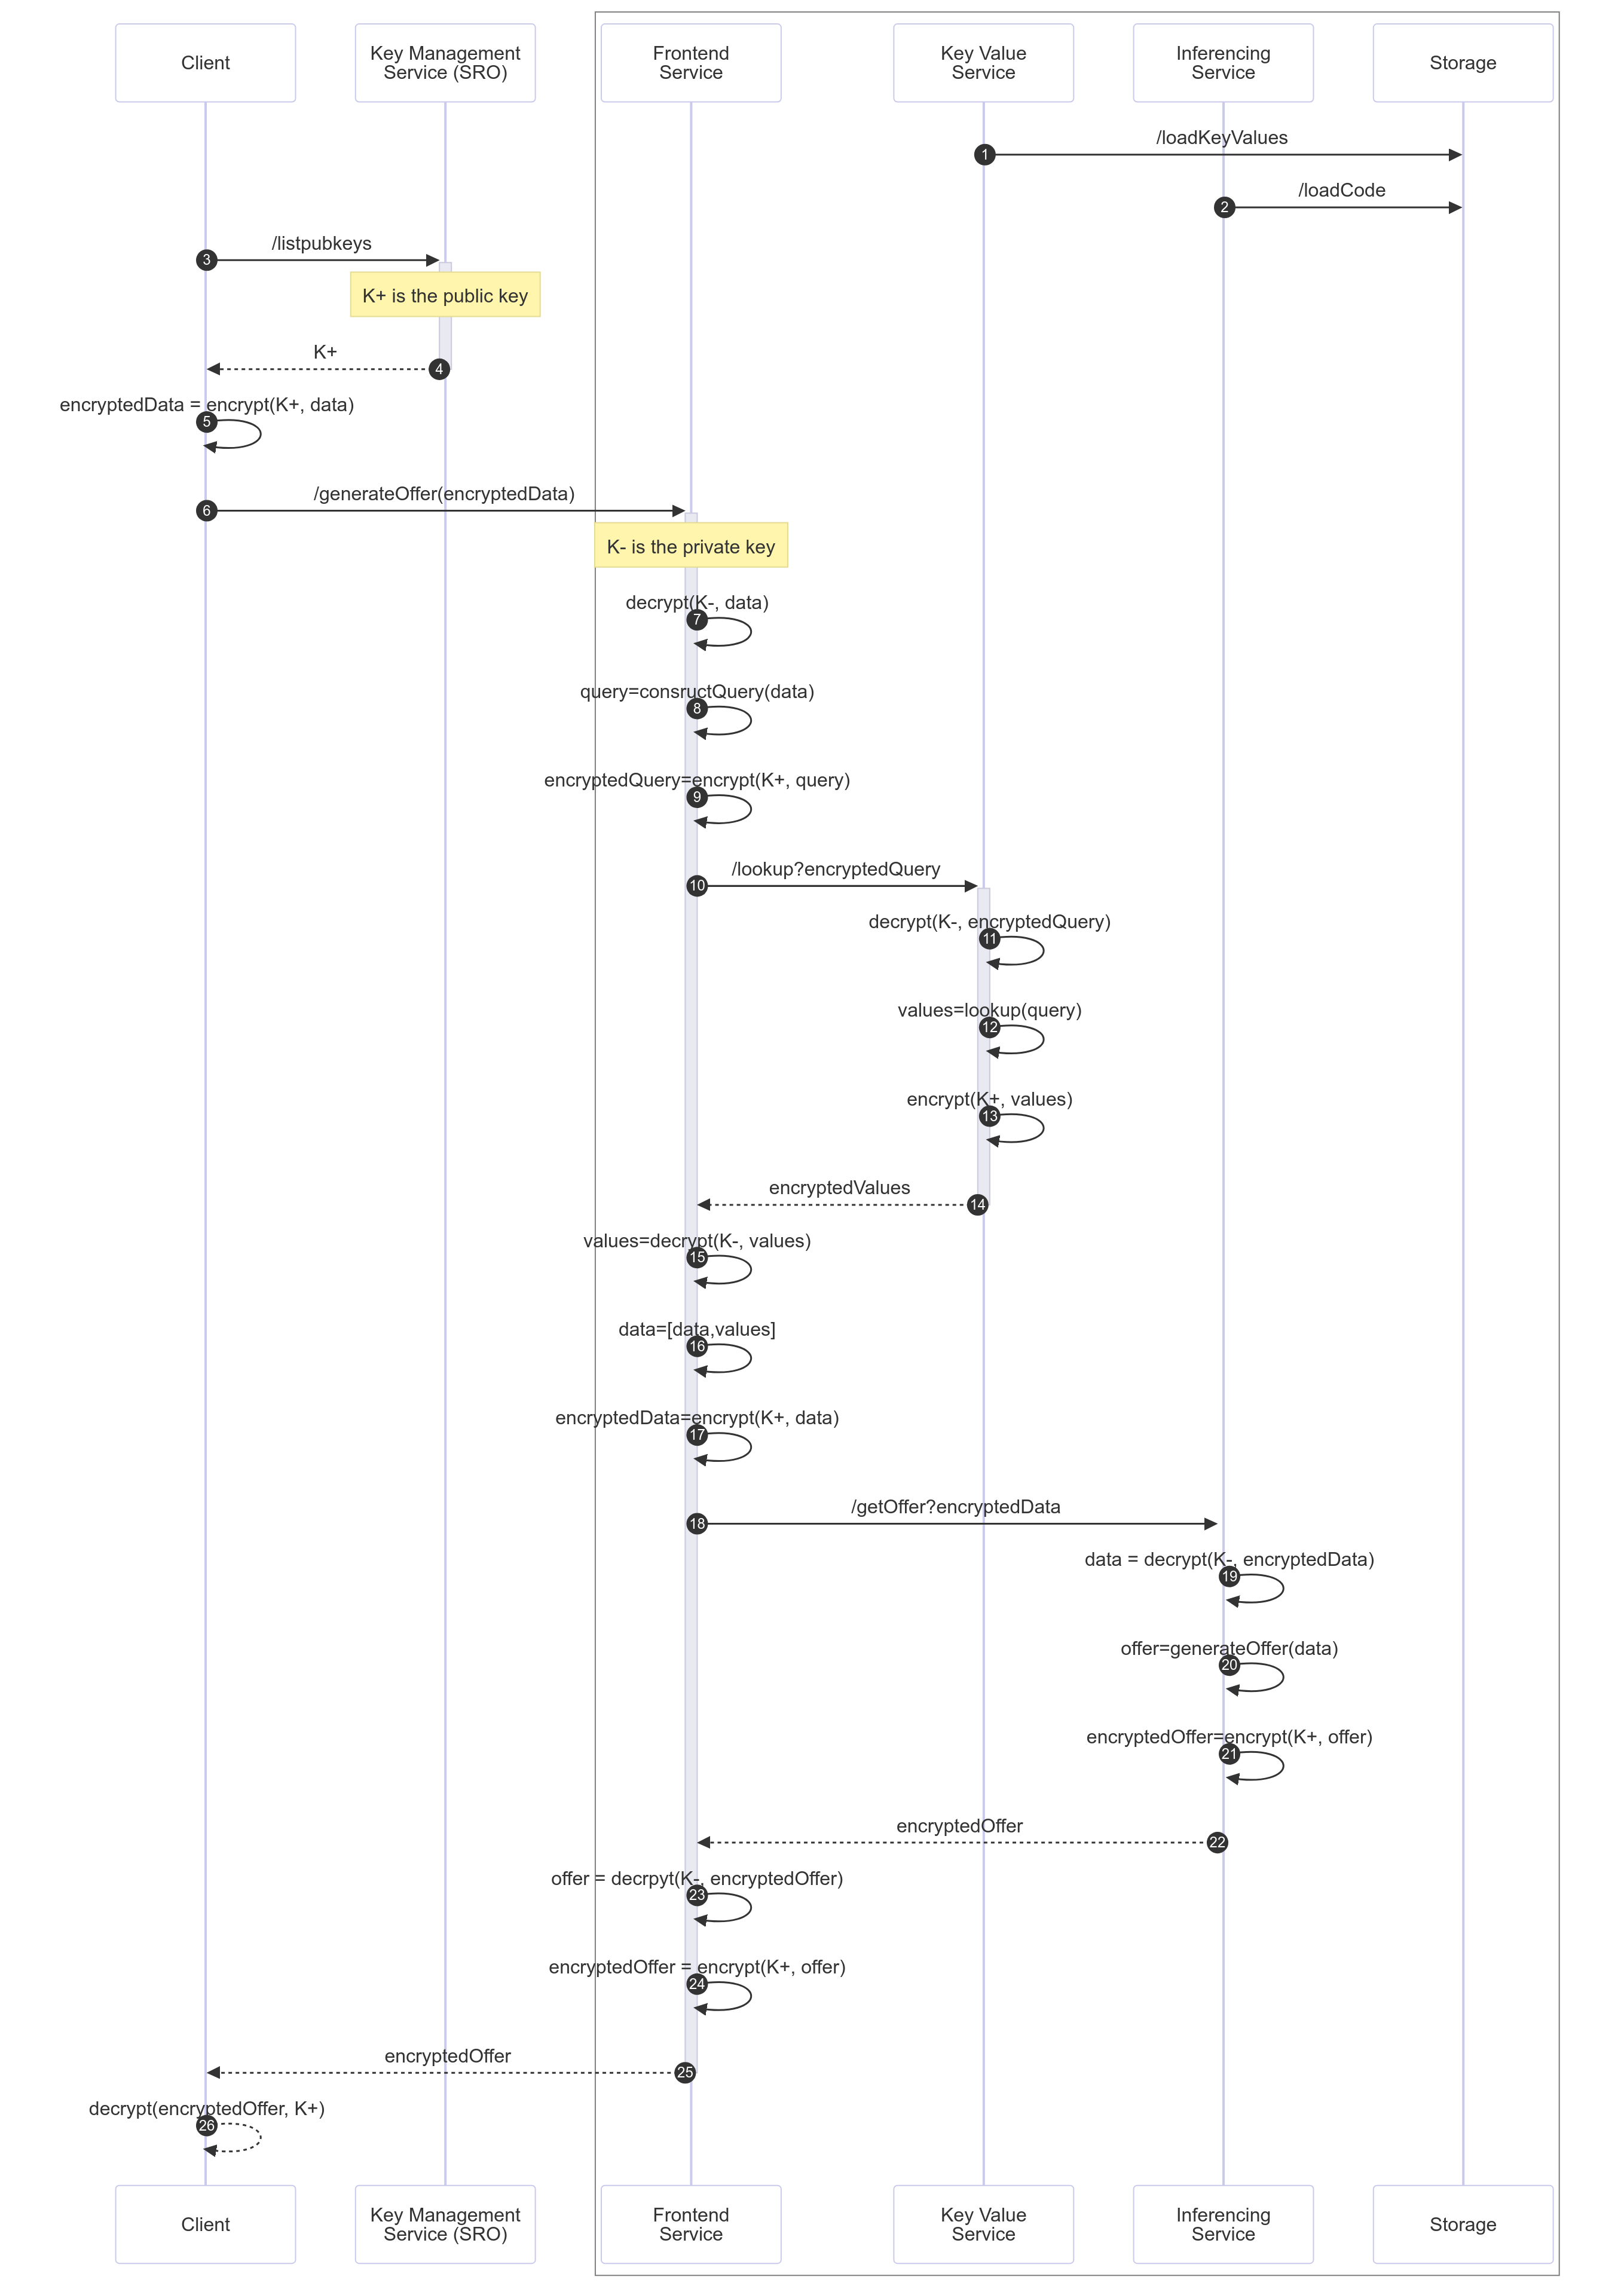 Client
Key Management
Service (SRO)
Frontend
Service
Key Value
Service
Inferencing
Service
Storage
/loadKeyValues
1
/loadCode
2
/listpubkeys
3
K+ is the public key
K+
4
encryptedData = encrypt(K+, data)
5
/generateOffer(encryptedData)
6
K- is the private key
decrypt(K-, data)
7
query=consructQuery(data)
8
encryptedQuery=encrypt(K+, query)
9
/lookup?encryptedQuery
10
decrypt(K-, encryptedQuery)
11
values=lookup(query)
12
encrypt(K+, values)
13
encryptedValues
14
values=decrypt(K-, values)
15
data=[data,values]
16
encryptedData=encrypt(K+, data)
17
/getOffer?encryptedData
18
data = decrypt(K-, encryptedData)
19
offer=generateOffer(data)
20
encryptedOffer=encrypt(K+, offer)
21
encryptedOffer
22
offer = decrpyt(K-, encryptedOffer)
23
encryptedOffer = encrypt(K+, offer)
24
encryptedOffer
25
decrypt(encryptedOffer, K+)
26
Client
Key Management
Service (SRO)
Frontend
Service
Key Value
Service
Inferencing
Service
Storage